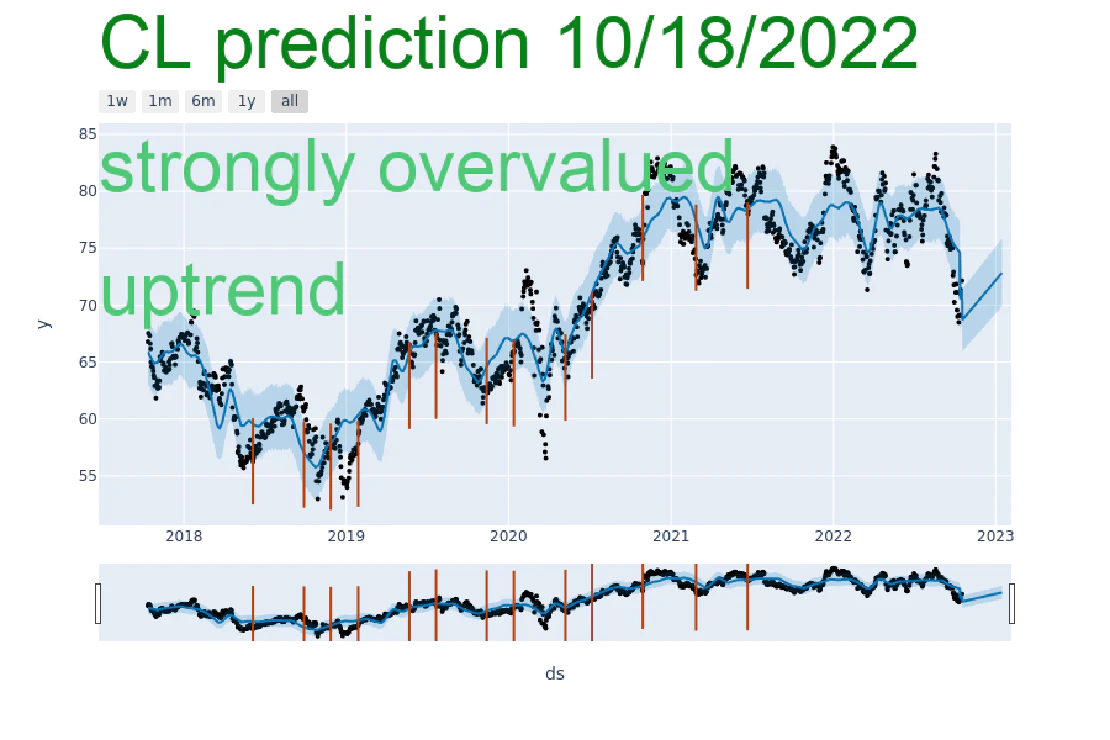 CL prediction 10/18/2022
1w 1m 6m 1y all
85
strongly overvalued
80
75
uptrend
70
65
60
55
y
2018 2019 2020 2021 2022 2023
ds